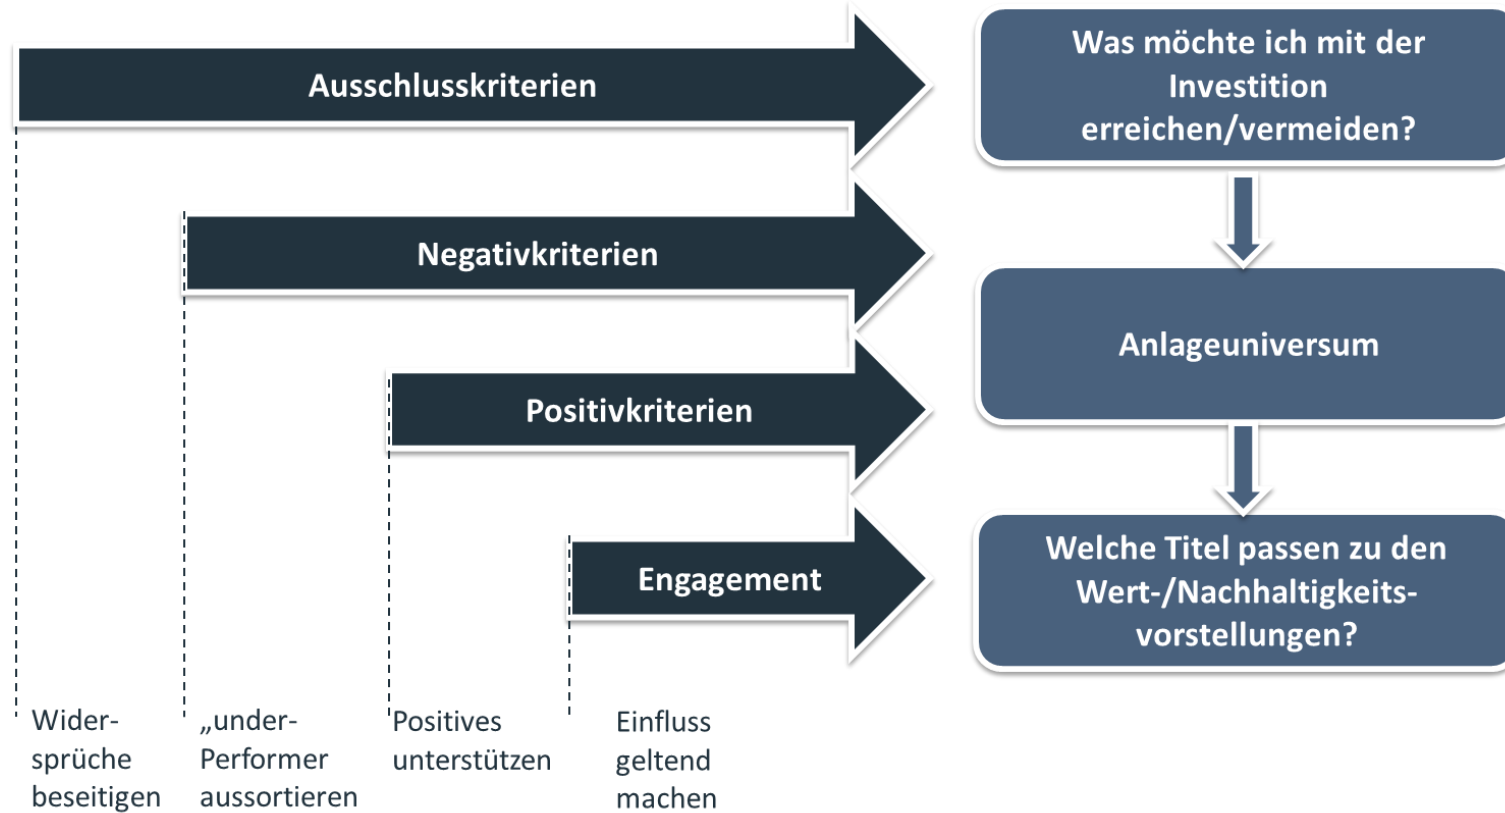 Ausschlusskriterien
Negativkriterien
Positivkriterien
Engagement
Was möchte ich mit der
Investition
erreichen/vermeiden?
Anlageuniversum
Welche Titel passen zu den
Wert-/Nachhaltigkeits-
vorstellungen?
Wider-
sprüche
beseitigen
„under-
Performer
aussortieren
Positives
unterstützen
Einfluss
geltend
machen